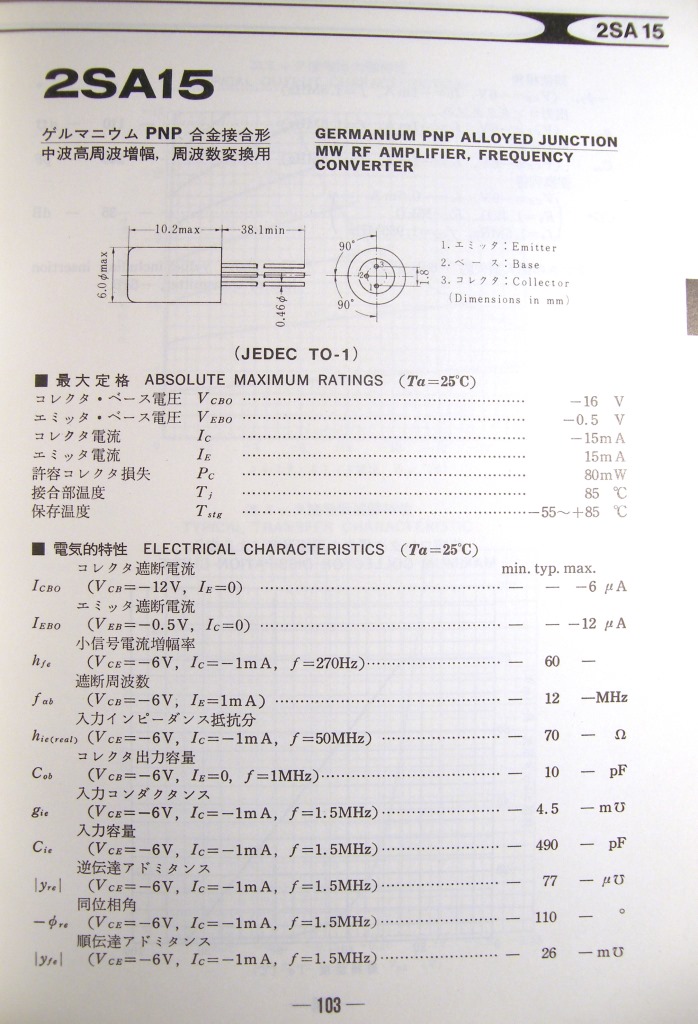 2SA15
2SA15
ゲルマニウム PNP 合金接合形
中波高周波増幅，周波数変換用
GERMANIUM PNP ALLOYED JUNCTION
MW RF AMPLIFIER, FREQUENCY
CONVERTER
10.2max
38.1min
6.0φmax
0.46φ
90°
90°
3
2
1
1.8
1. エミッタ：Emitter
2. ベース：Base
3. コレクタ：Collector
(Dimensions in mm)
(JEDEC TO-1)
■ 最大定格 ABSOLUTE MAXIMUM RATINGS (Ta=25℃)
コレクタ・ベース電圧 VCBO ………… −16 V
エミッタ・ベース電圧 VEBO ………… −0.5 V
コレクタ電流 IC ………… −15mA
エミッタ電流 IE ………… 15mA
許容コレクタ損失 PC ………… 80mW
接合部温度 Tj ………… 85 ℃
保存温度 Tstg ………… −55〜+85 ℃
■ 電気的特性 ELECTRICAL CHARACTERISTICS (Ta=25℃)
コレクタ遮断電流 min. typ. max.
ICBO (VCB=−12V, IE=0) ………… − − −6 μA
エミッタ遮断電流
IEBO (VEB=−0.5V, IC=0) ………… − − −12 μA
小信号電流増幅率
hfe (VCE=−6V, IC=−1mA, f=270Hz) ………… − 60 −
遮断周波数
fαb (VCB=−6V, IE=1mA) ………… − 12 −MHz
入力インピーダンス抵抗分
hie(real) (VCE=−6V, IC=−1mA, f=50MHz) ………… − 70 − Ω
コレクタ出力容量
Cob (VCB=−6V, IE=0, f=1MHz) ………… − 10 − pF
入力コンダクタンス
gie (VCE=−6V, IC=−1mA, f=1.5MHz) ………… − 4.5 − m℧
入力容量
Cie (VCE=−6V, IC=−1mA, f=1.5MHz) ………… − 490 − pF
逆伝達アドミタンス
|yre| (VCE=−6V, IC=−1mA, f=1.5MHz) ………… − 77 − μ℧
同位相角
−φre (VCE=−6V, IC=−1mA, f=1.5MHz) ………… − 110 − °
順伝達アドミタンス
|yfe| (VCE=−6V, IC=−1mA, f=1.5MHz) ………… − 26 − m℧
— 103 —